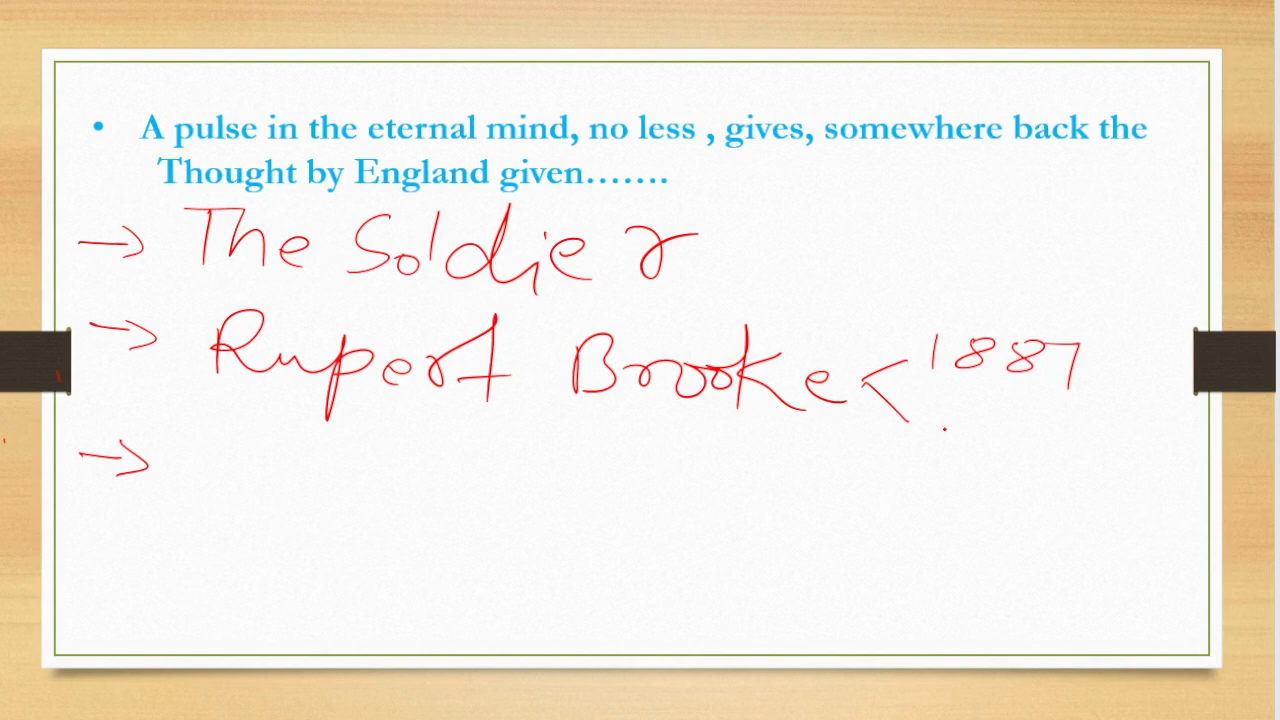 • A pulse in the eternal mind, no less , gives, somewhere back the
Thought by England given…….
→ The Soldier
→ Rupert Brooke < 1887
→